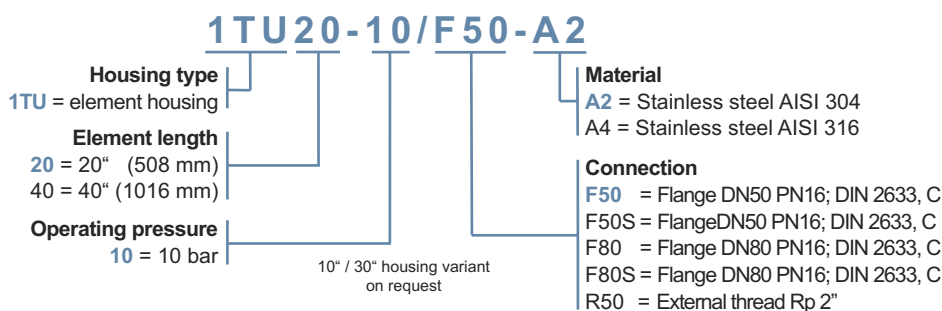 1TU20-10/F50-A2
Housing type
1TU = element housing
Element length
20 = 20“ (508 mm)
40 = 40“ (1016 mm)
Operating pressure
10 = 10 bar
10“ / 30“ housing variant
on request
Material
A2 = Stainless steel AISI 304
A4 = Stainless steel AISI 316
Connection
F50 = Flange DN50 PN16; DIN 2633, C
F50S = FlangeDN50 PN16; DIN 2633, C
F80 = Flange DN80 PN16; DIN 2633, C
F80S = Flange DN80 PN16; DIN 2633, C
R50 = External thread Rp 2”